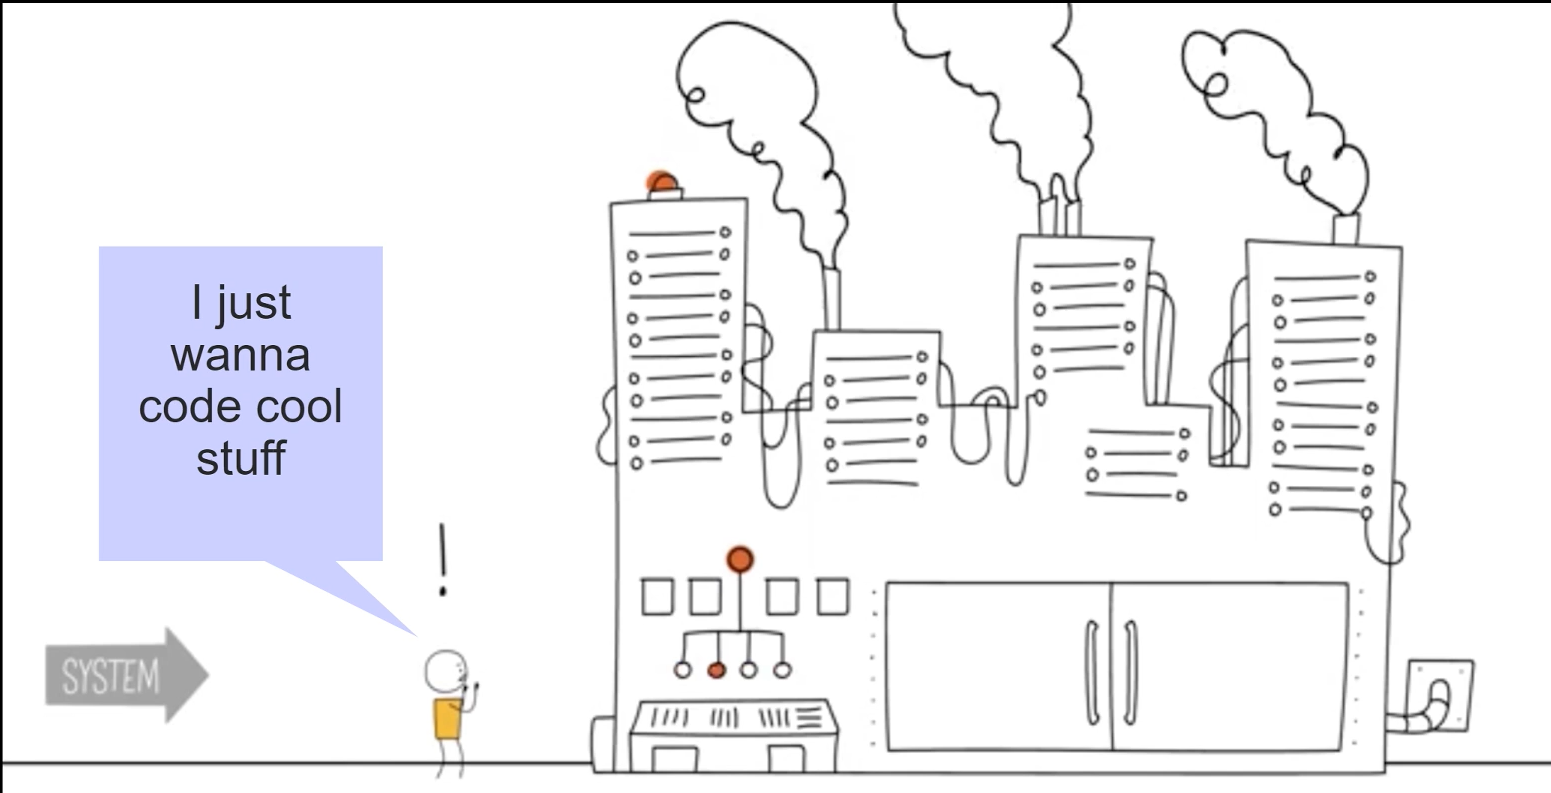 I just
wanna
code cool
stuff
SYSTEM